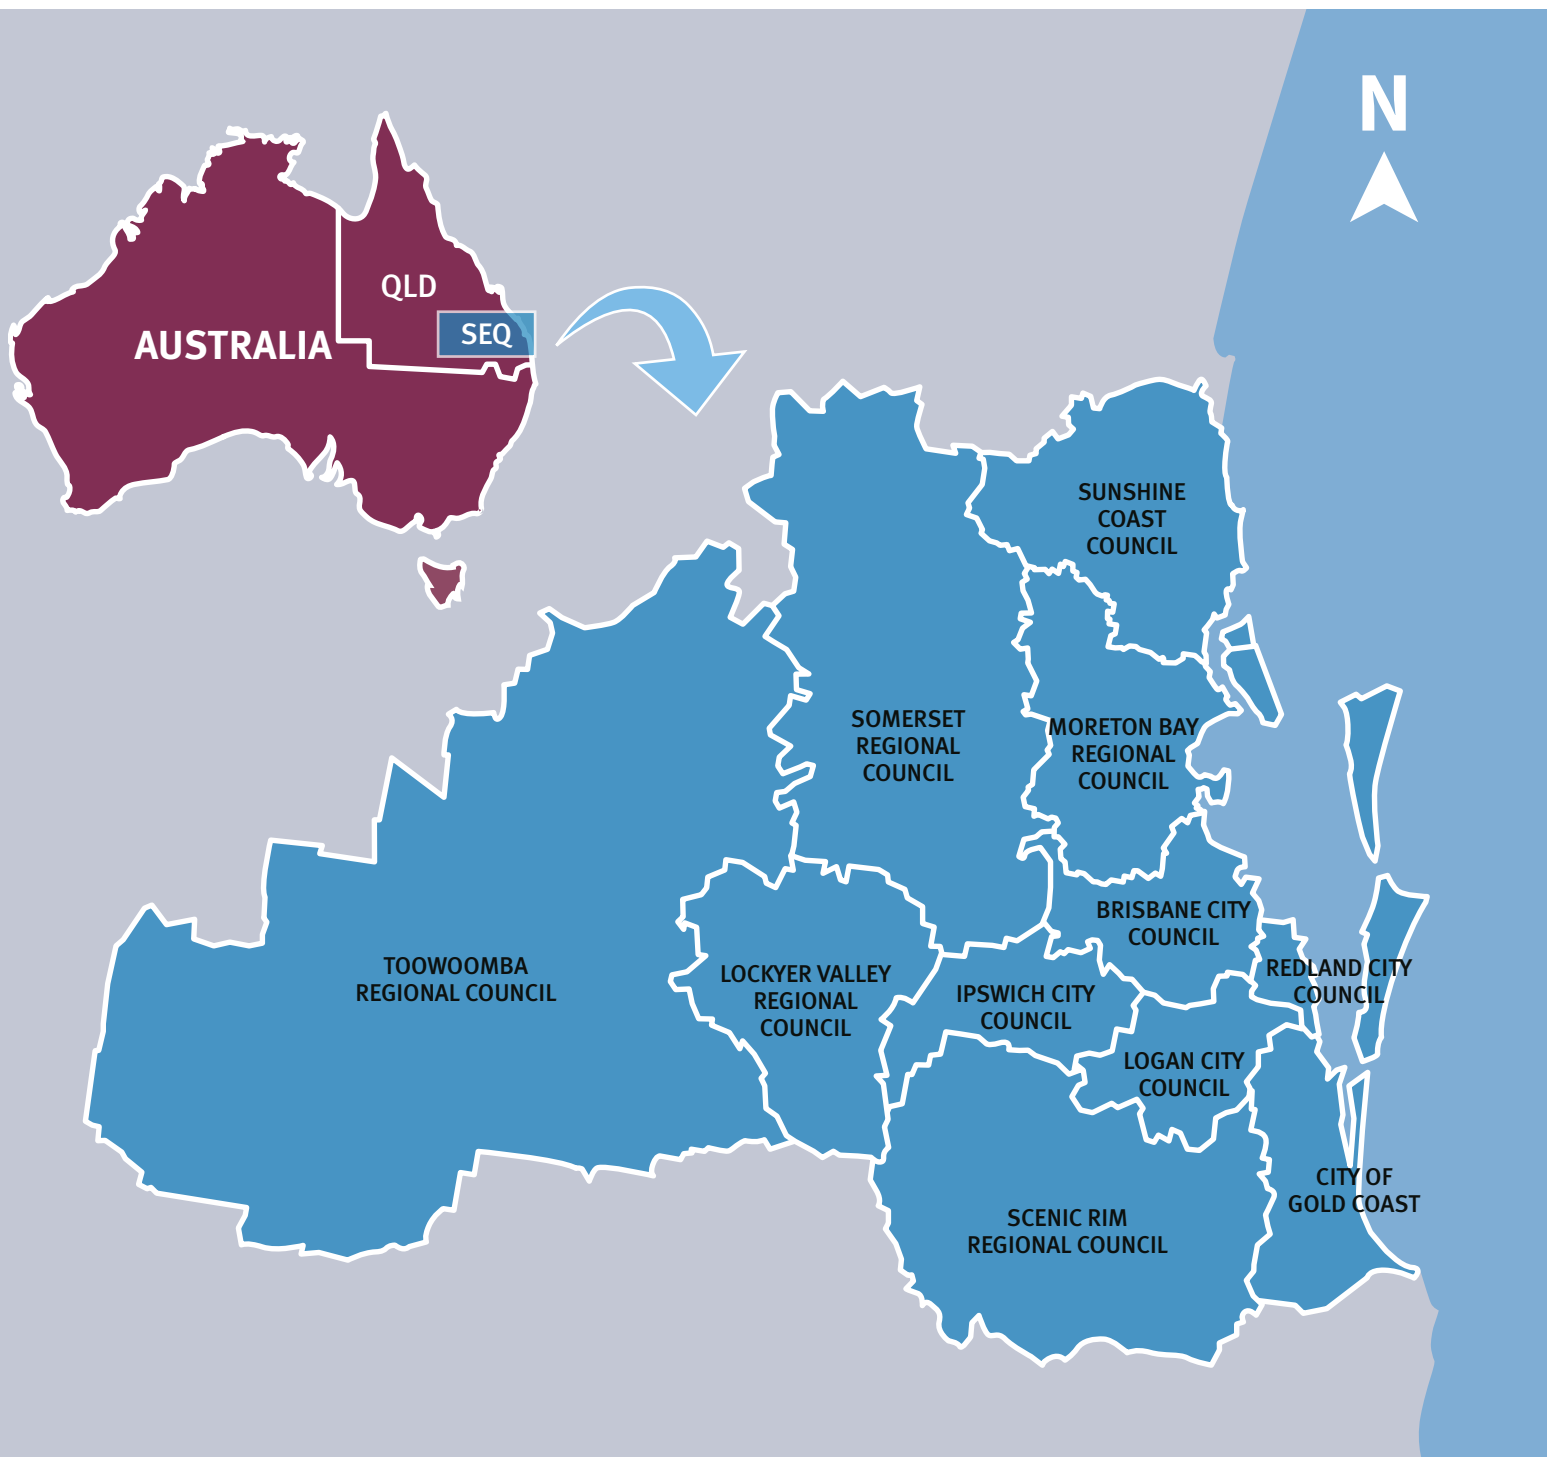 N
QLD
SEQ
AUSTRALIA
SUNSHINE
COAST
COUNCIL
SOMERSET
REGIONAL
COUNCIL
MORETON BAY
REGIONAL
COUNCIL
BRISBANE CITY
COUNCIL
TOOWOOMBA
REGIONAL COUNCIL
LOCKYER VALLEY
REGIONAL
COUNCIL
IPSWICH CITY
COUNCIL
REDLAND CITY
COUNCIL
LOGAN CITY
COUNCIL
CITY OF
GOLD COAST
SCENIC RIM
REGIONAL COUNCIL